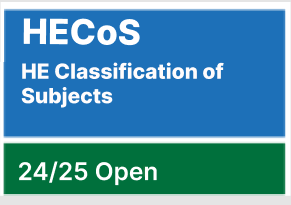 HECoS
HE Classification of
Subjects
24/25 Open